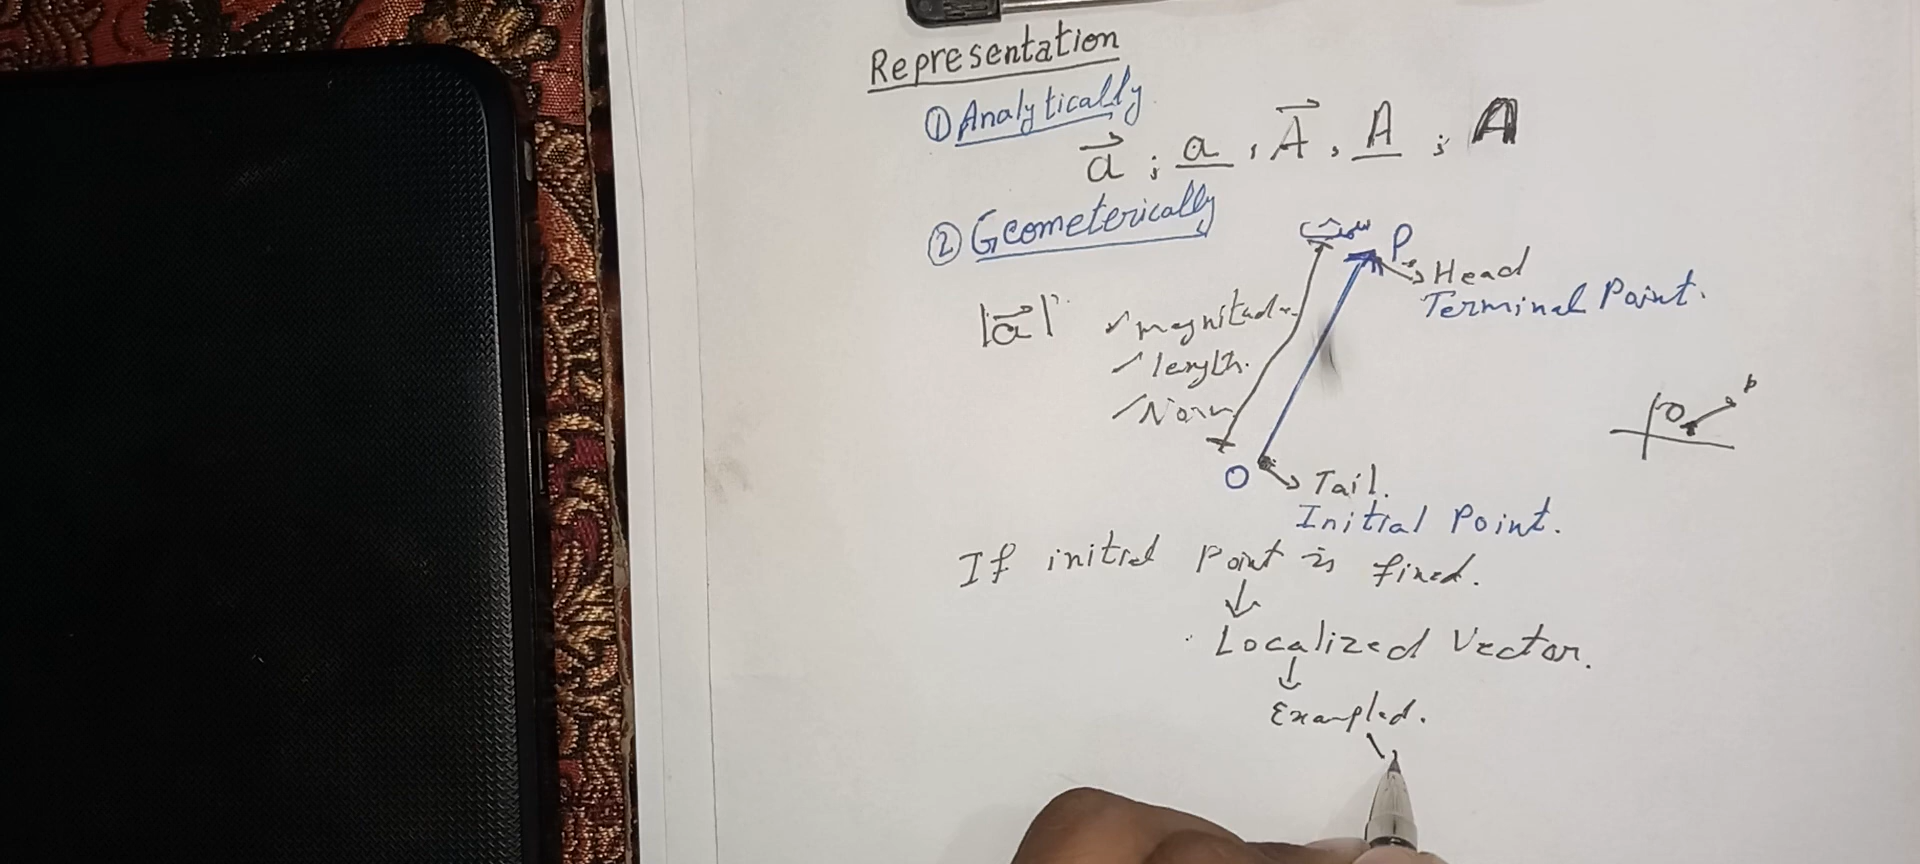 Representation
① Analytically
a⃗ ; a̲ , A⃗ , A̲ ; A
② Geometerically
P
Head
Terminal Point.
|a⃗|
✓ magnitude
✓ length.
✓ Norm
O
P
O
Tail.
Initial Point.
If initial Point is fixed.
↓
Localized Vector.
↓
Exampled.